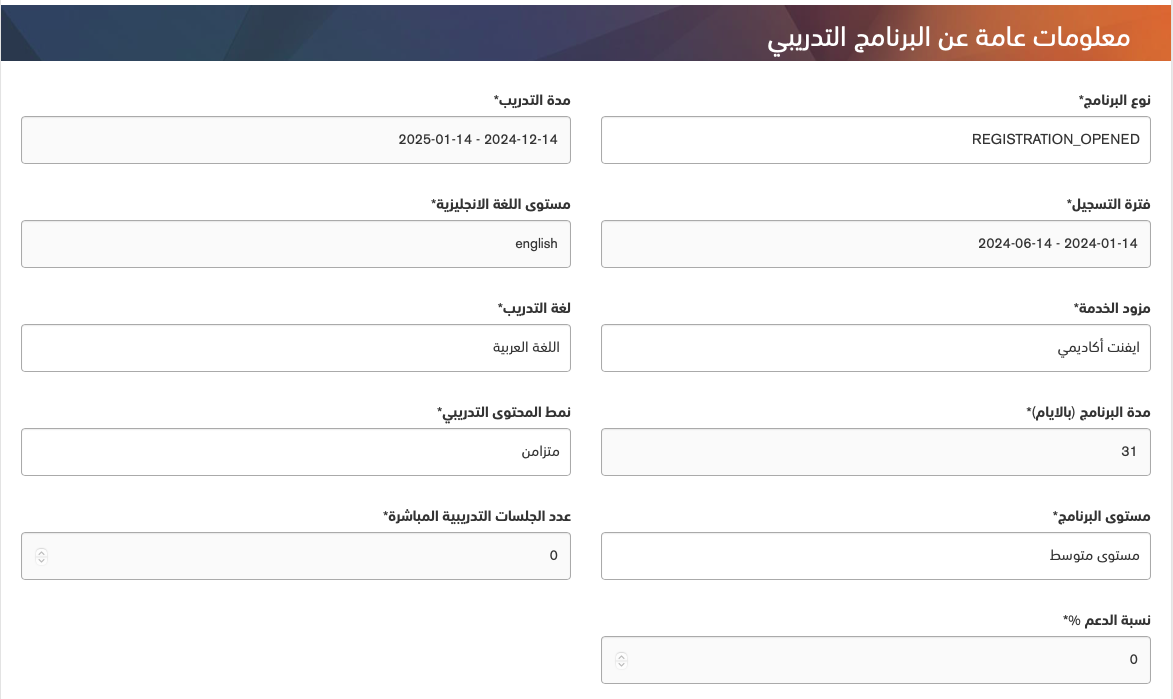 معلومات عامة عن البرنامج التدريبي
نوع البرنامج*
REGISTRATION_OPENED
مدة التدريب*
2025-01-14 - 2024-12-14
فترة التسجيل*
2024-06-14 - 2024-01-14
مستوى اللغة الانجليزية*
english
مزود الخدمة*
ايفنت أكاديمي
لغة التدريب*
اللغة العربية
مدة البرنامج (بالايام)*
31
نمط المحتوى التدريبي*
متزامن
مستوى البرنامج*
مستوى متوسط
عدد الجلسات التدريبية المباشرة*
0
نسبة الدعم %*
0